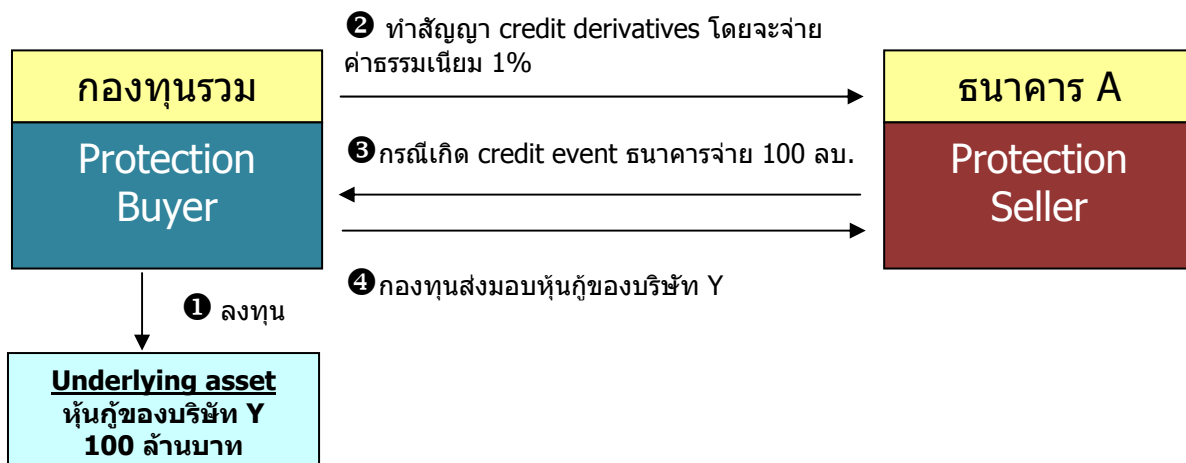 ❷ ทำสัญญา credit derivatives โดยจะจ่าย
ค่าธรรมเนียม 1%
กองทุนรวม
ธนาคาร A
Protection
Buyer
❸กรณีเกิด credit event ธนาคารจ่าย 100 ลบ.
Protection
Seller
❹กองทุนส่งมอบหุ้นกู้ของบริษัท Y
❶ ลงทุน
Underlying asset
หุ้นกู้ของบริษัท Y
100 ล้านบาท